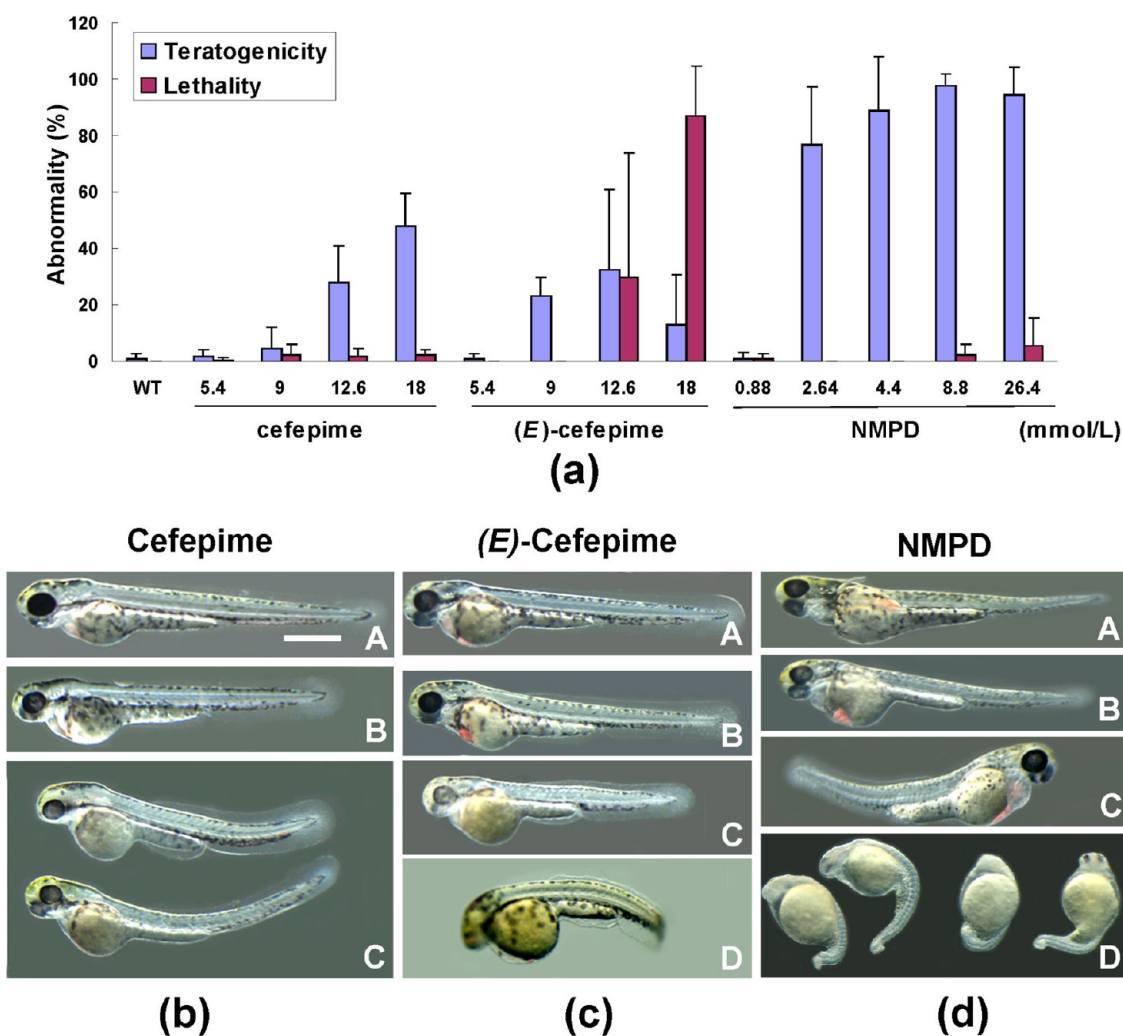 120
100
80
60
40
20
0
Abnormality (%)
Teratogenicity
Lethality
WT 5.4 9 12.6 18 5.4 9 12.6 18 0.88 2.64 4.4 8.8 26.4
cefepime (E)-cefepime NMPD (mmol/L)
(a)
Cefepime (E)-Cefepime NMPD
A
B
C
A
B
C
D
A
B
C
D
(b) (c) (d)